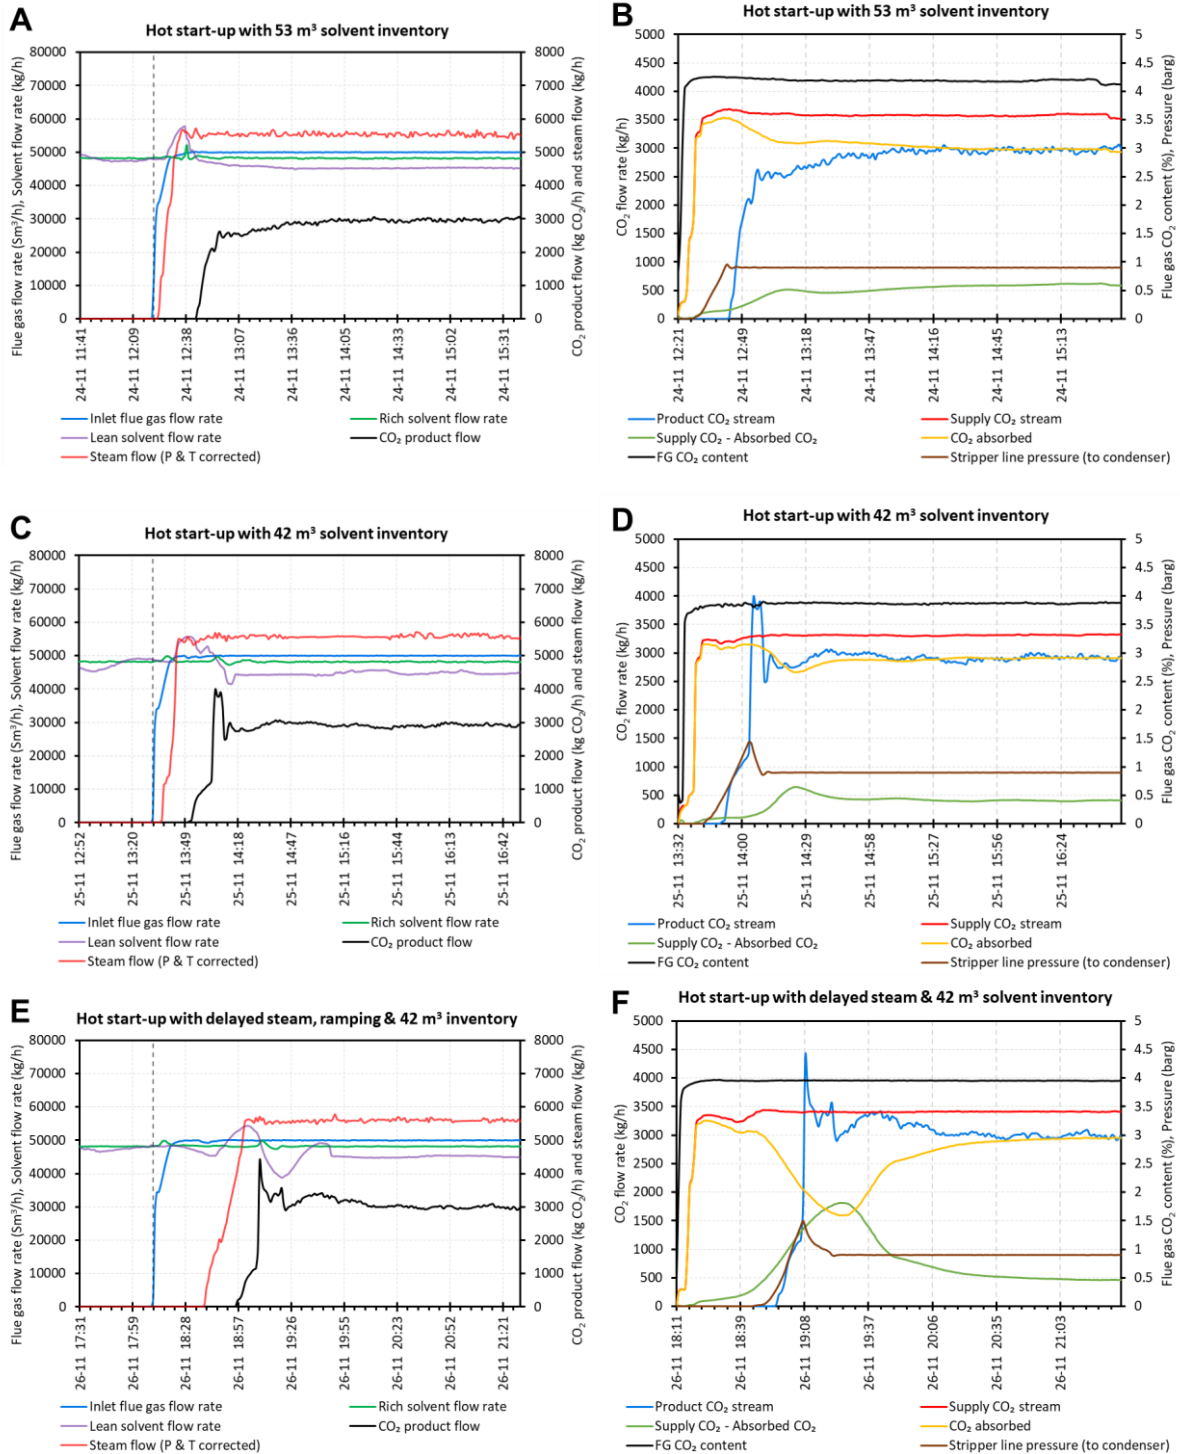 A
Hot start-up with 53 m³ solvent inventory
Flue gas flow rate (Sm³/h), Solvent flow rate (kg/h)
80000
70000
60000
50000
40000
30000
20000
10000
0
8000
7000
6000
5000
4000
3000
2000
1000
0
CO₂ product flow (kg CO₂/h) and steam flow (kg/h)
24-11 11:41
24-11 12:09
24-11 12:38
24-11 13:07
24-11 13:36
24-11 14:05
24-11 14:33
24-11 15:02
24-11 15:31
Inlet flue gas flow rate
Rich solvent flow rate
Lean solvent flow rate
CO₂ product flow
Steam flow (P & T corrected)
B
Hot start-up with 53 m³ solvent inventory
CO₂ flow rate (kg/h)
5000
4500
4000
3500
3000
2500
2000
1500
1000
500
0
5
4.5
4
3.5
3
2.5
2
1.5
1
0.5
0
Flue gas CO₂ content (%), Pressure (barg)
24-11 12:21
24-11 12:49
24-11 13:18
24-11 13:47
24-11 14:16
24-11 14:45
24-11 15:13
Product CO₂ stream
Supply CO₂ stream
Supply CO₂ - Absorbed CO₂
CO₂ absorbed
FG CO₂ content
Stripper line pressure (to condenser)
C
Hot start-up with 42 m³ solvent inventory
Flue gas flow rate (Sm³/h), Solvent flow rate (kg/h)
80000
70000
60000
50000
40000
30000
20000
10000
0
8000
7000
6000
5000
4000
3000
2000
1000
0
CO₂ product flow (kg CO₂/h) and steam flow (kg/h)
25-11 12:52
25-11 13:20
25-11 13:49
25-11 14:18
25-11 14:47
25-11 15:16
25-11 15:44
25-11 16:13
25-11 16:42
Inlet flue gas flow rate
Rich solvent flow rate
Lean solvent flow rate
CO₂ product flow
Steam flow (P & T corrected)
D
Hot start-up with 42 m³ solvent inventory
CO₂ flow rate (kg/h)
5000
4500
4000
3500
3000
2500
2000
1500
1000
500
0
5
4.5
4
3.5
3
2.5
2
1.5
1
0.5
0
Flue gas CO₂ content (%), Pressure (barg)
25-11 13:32
25-11 14:00
25-11 14:29
25-11 14:58
25-11 15:27
25-11 15:56
25-11 16:24
Product CO₂ stream
Supply CO₂ stream
Supply CO₂ - Absorbed CO₂
CO₂ absorbed
FG CO₂ content
Stripper line pressure (to condenser)
E
Hot start-up with delayed steam, ramping & 42 m³ inventory
Flue gas flow rate (Sm³/h), Solvent flow rate (kg/h)
80000
70000
60000
50000
40000
30000
20000
10000
0
8000
7000
6000
5000
4000
3000
2000
1000
0
CO₂ product flow (kg CO₂/h) and steam flow (kg/h)
26-11 17:31
26-11 17:59
26-11 18:28
26-11 18:57
26-11 19:26
26-11 19:55
26-11 20:23
26-11 20:52
26-11 21:21
Inlet flue gas flow rate
Rich solvent flow rate
Lean solvent flow rate
CO₂ product flow
Steam flow (P & T corrected)
F
Hot start-up with delayed steam & 42 m³ solvent inventory
CO₂ flow rate (kg/h)
5000
4500
4000
3500
3000
2500
2000
1500
1000
500
0
5
4.5
4
3.5
3
2.5
2
1.5
1
0.5
0
Flue gas CO₂ content (%), Pressure (barg)
26-11 18:11
26-11 18:39
26-11 19:08
26-11 19:37
26-11 20:06
26-11 20:35
26-11 21:03
Product CO₂ stream
Supply CO₂ stream
Supply CO₂ - Absorbed CO₂
CO₂ absorbed
FG CO₂ content
Stripper line pressure (to condenser)